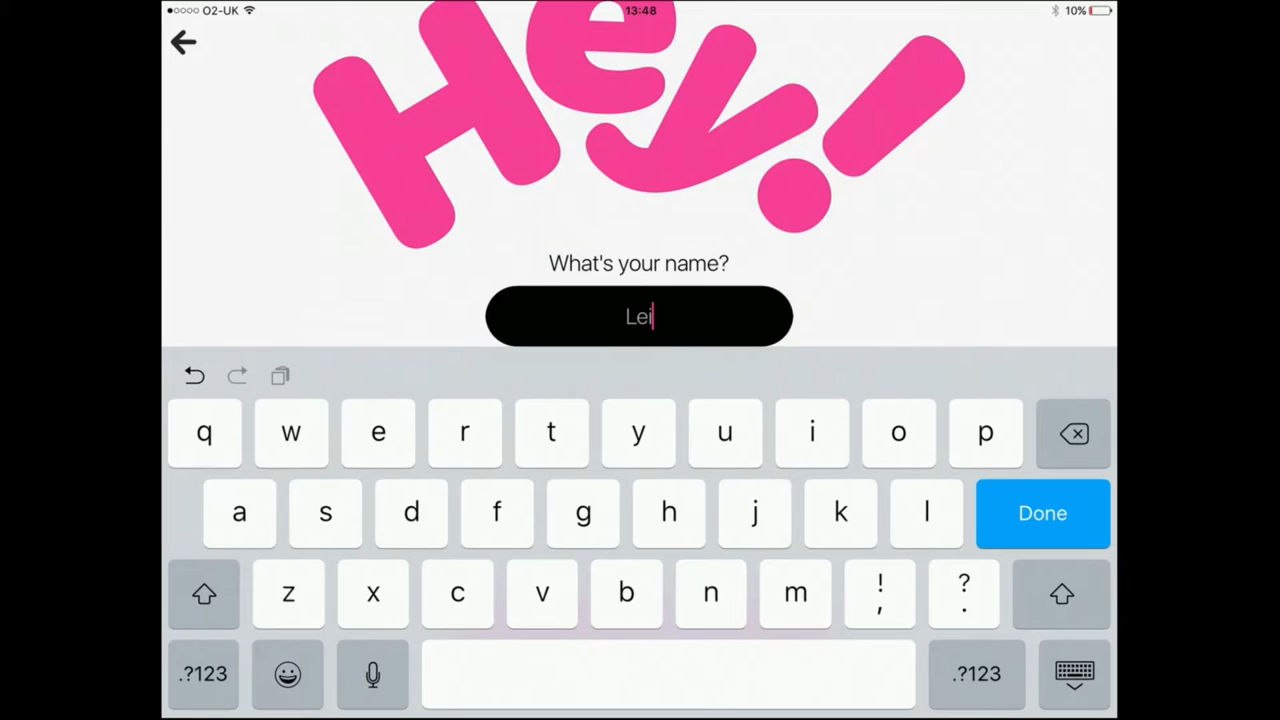 O2-UK 13:48 10%
Hey!
What's your name?
Lei
q w e r t y u i o p
a s d f g h j k l Done
z x c v b n m ! , ? .
.?123 .?123